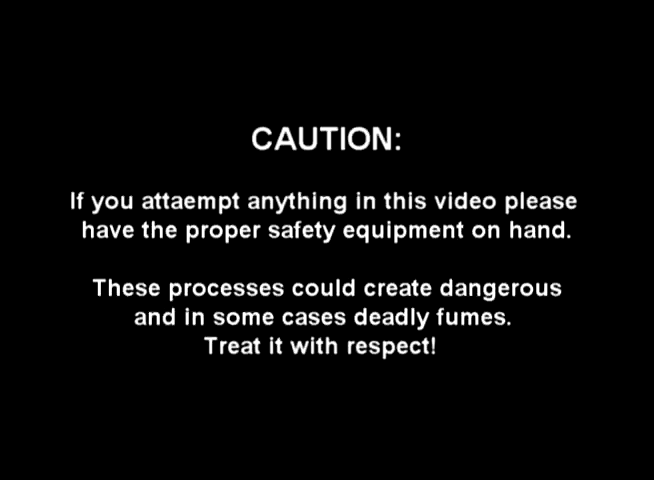 CAUTION:
If you attaempt anything in this video please
have the proper safety equipment on hand.
These processes could create dangerous
and in some cases deadly fumes.
Treat it with respect!